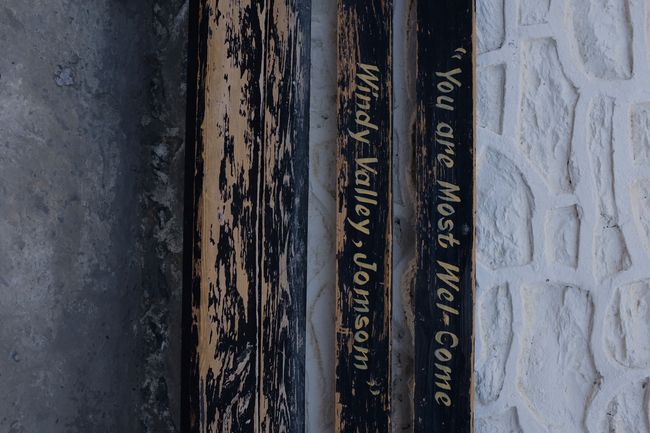 "You are Most Wel-Come
Windy Valley, Jomsom"